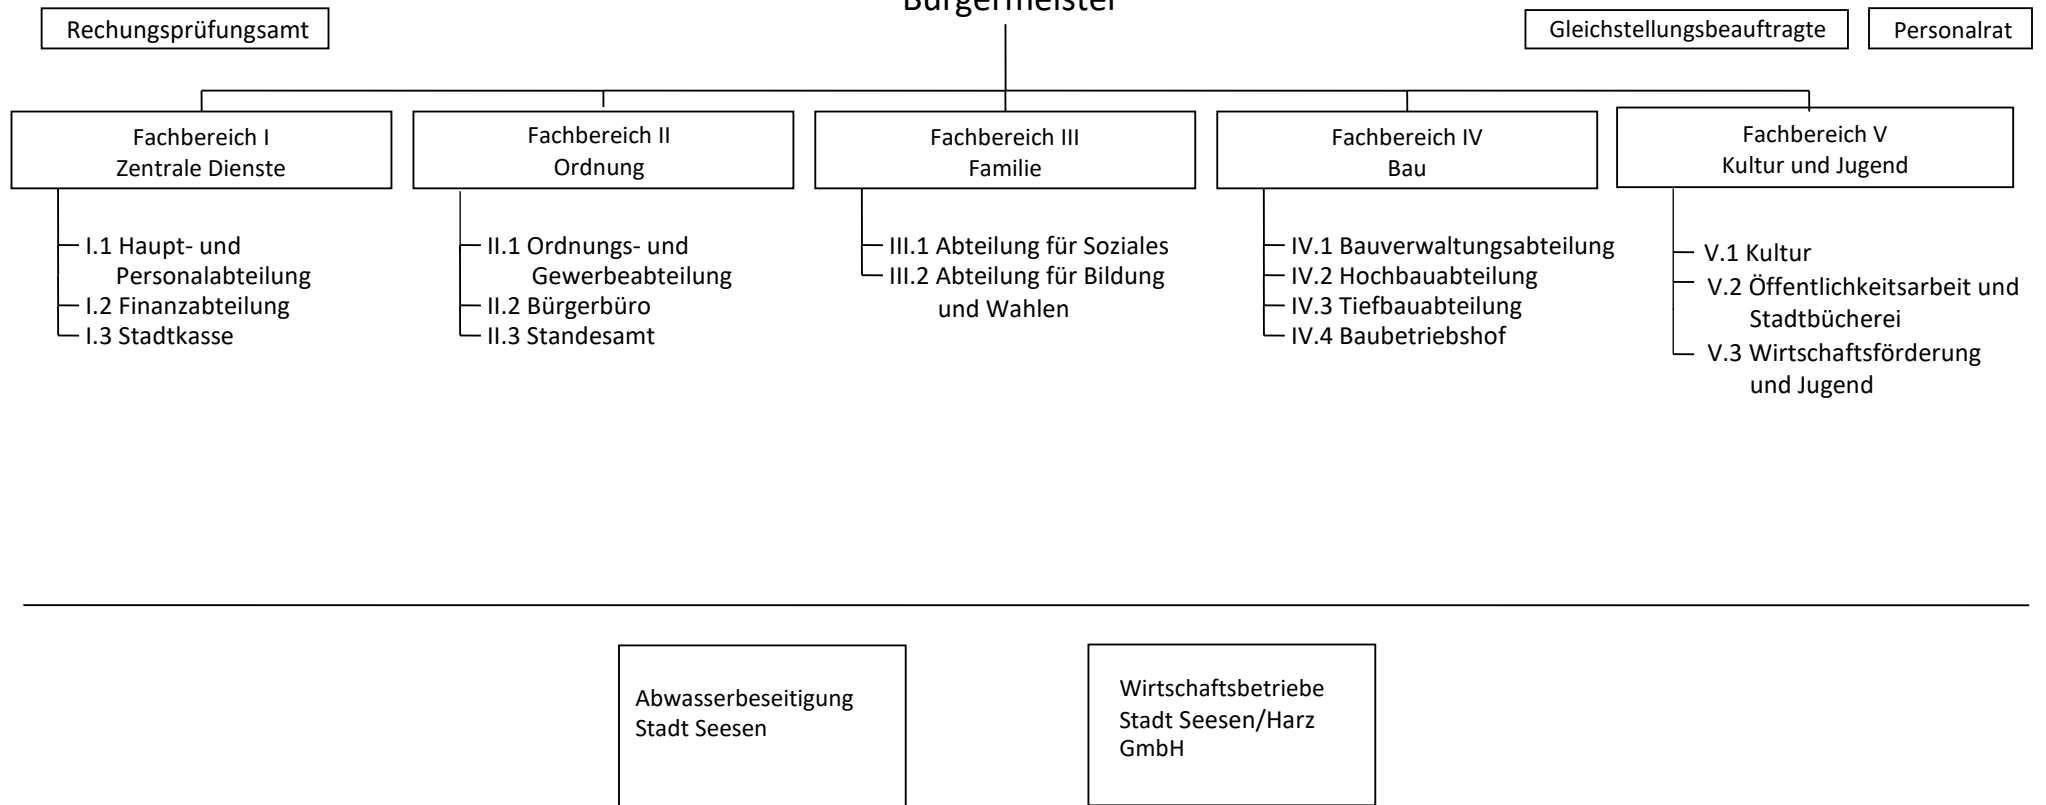 Bürgermeister
Rechungsprüfungsamt
Gleichstellungsbeauftragte
Personalrat
Fachbereich I
Zentrale Dienste
I.1 Haupt- und
Personalabteilung
I.2 Finanzabteilung
I.3 Stadtkasse
Fachbereich II
Ordnung
II.1 Ordnungs- und
Gewerbeabteilung
II.2 Bürgerbüro
II.3 Standesamt
Fachbereich III
Familie
III.1 Abteilung für Soziales
III.2 Abteilung für Bildung
und Wahlen
Fachbereich IV
Bau
IV.1 Bauverwaltungsabteilung
IV.2 Hochbauabteilung
IV.3 Tiefbauabteilung
IV.4 Baubetriebshof
Fachbereich V
Kultur und Jugend
V.1 Kultur
V.2 Öffentlichkeitsarbeit und
Stadtbücherei
V.3 Wirtschaftsförderung
und Jugend
Abwasserbeseitigung
Stadt Seesen
Wirtschaftsbetriebe
Stadt Seesen/Harz
GmbH